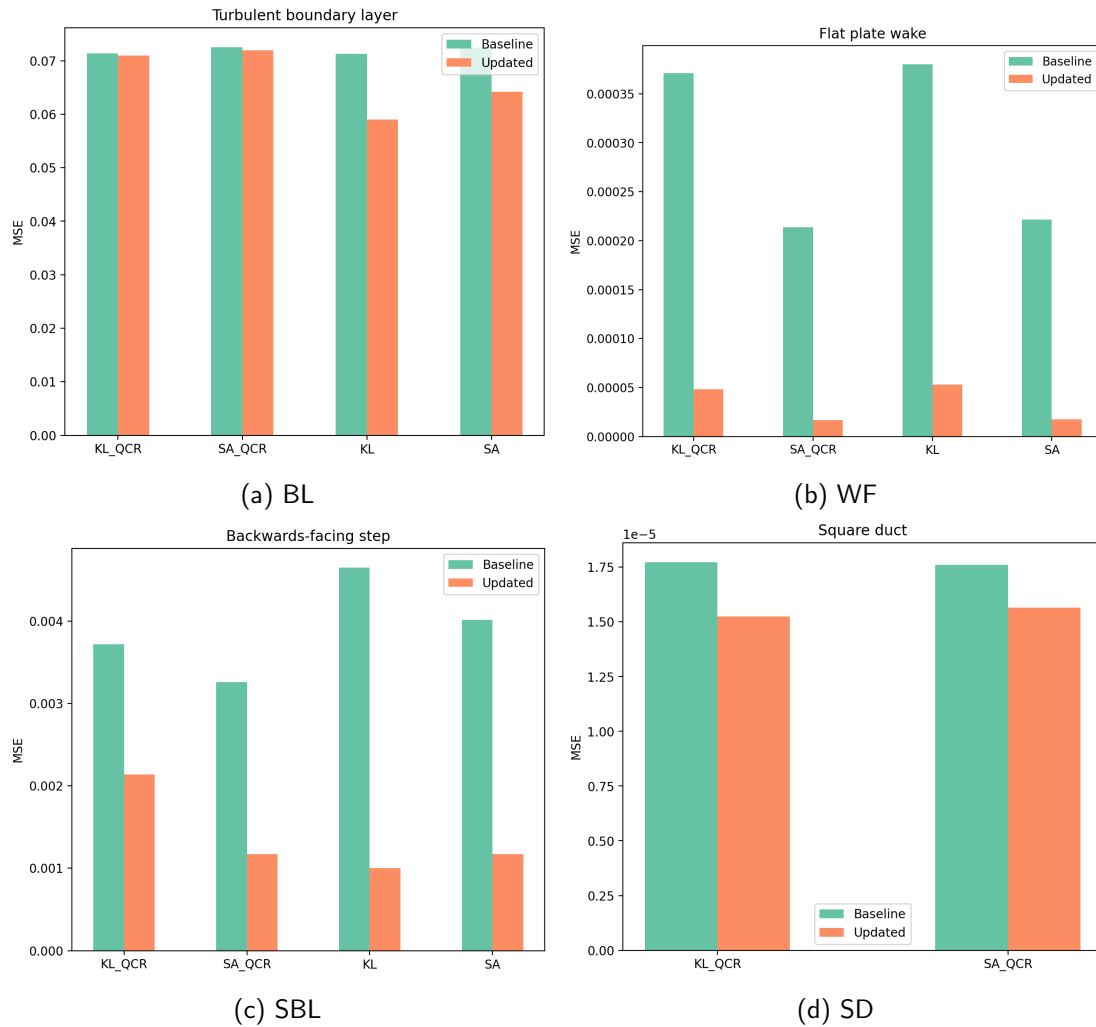 Turbulent boundary layer
Baseline
Updated
0.07
0.06
0.05
0.04
0.03
0.02
0.01
0.00
MSE
KL_QCR SA_QCR KL SA
(a) BL
Flat plate wake
Baseline
Updated
0.00035
0.00030
0.00025
0.00020
0.00015
0.00010
0.00005
0.00000
MSE
KL_QCR SA_QCR KL SA
(b) WF
Backwards-facing step
Baseline
Updated
0.004
0.003
0.002
0.001
0.000
MSE
KL_QCR SA_QCR KL SA
(c) SBL
Square duct
1e−5
1.75
1.50
1.25
1.00
0.75
0.50
0.25
0.00
MSE
Baseline
Updated
KL_QCR SA_QCR
(d) SD